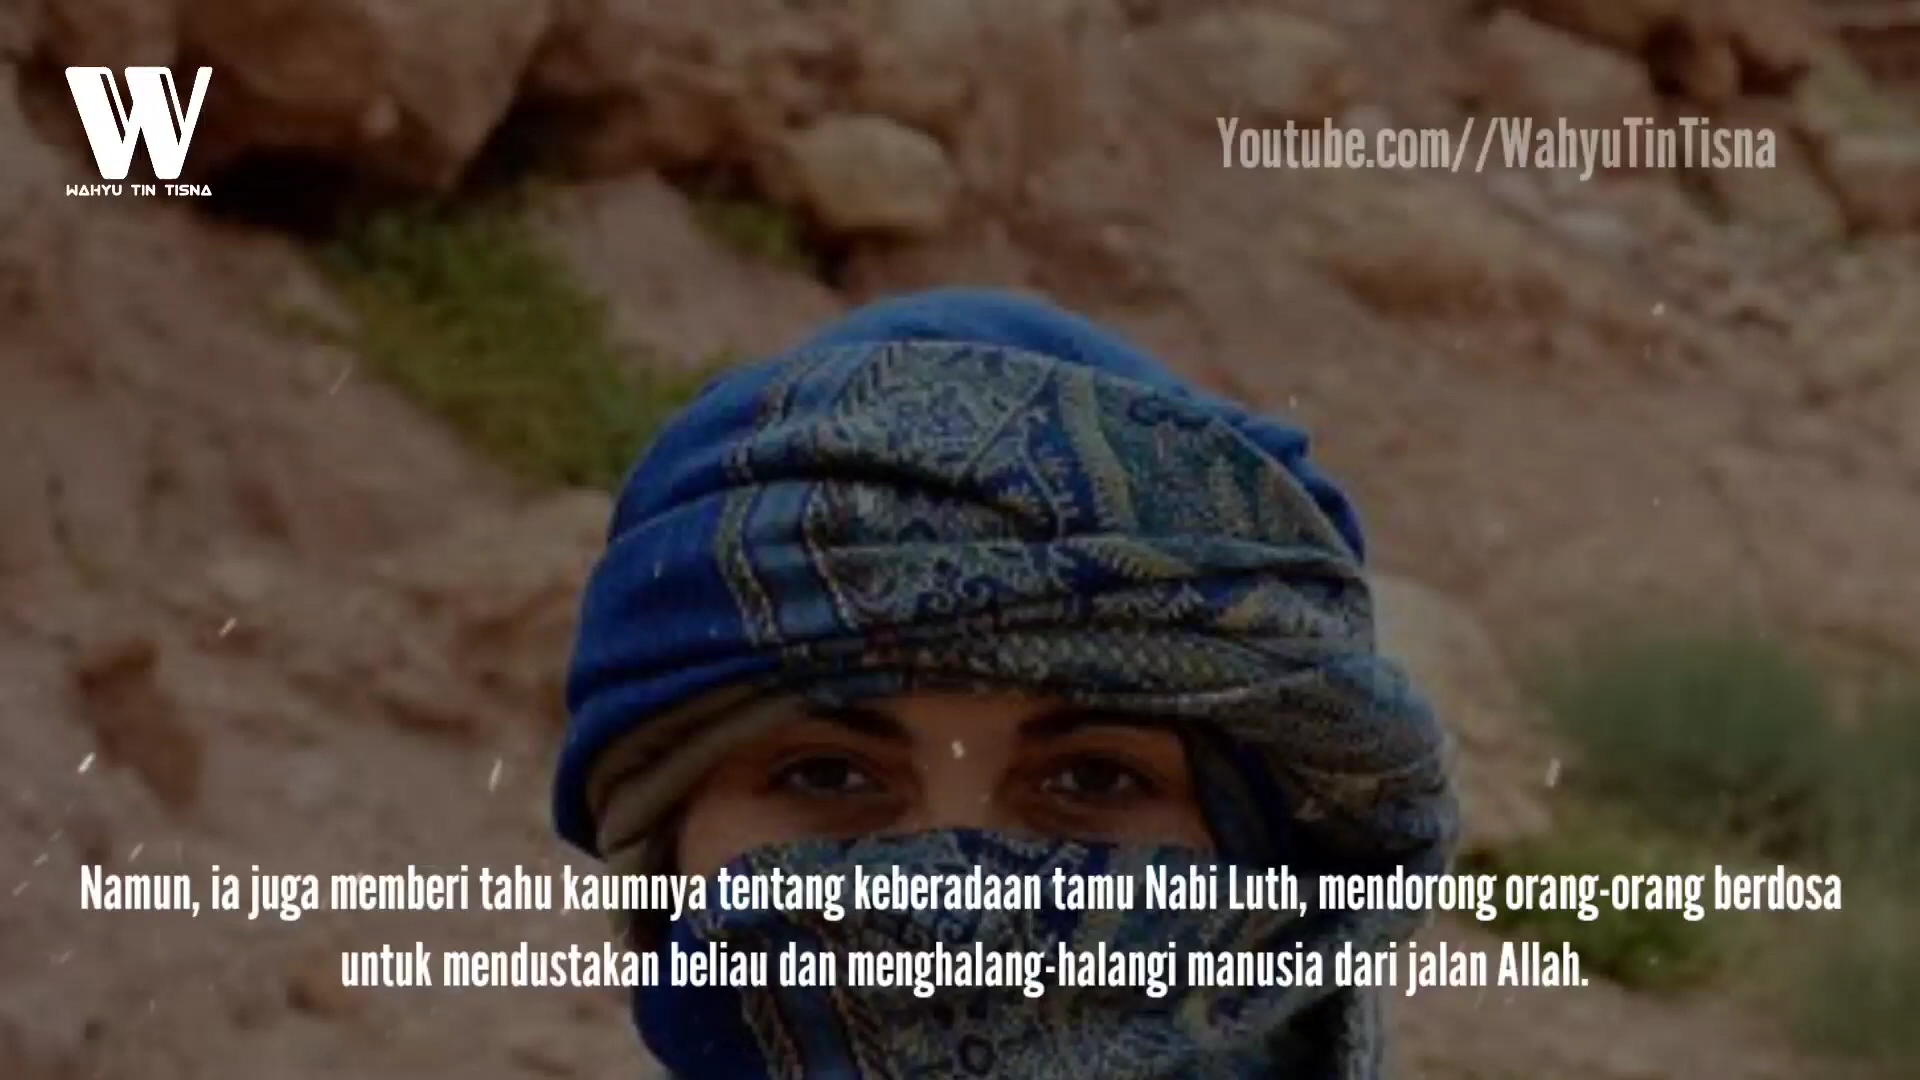 W
WAHYU TIN TISNA
Youtube.com//WahyuTinTisna
Namun, ia juga memberi tahu kaumnya tentang keberadaan tamu Nabi Luth, mendorong orang-orang berdosa
untuk mendustakan beliau dan menghalang-halangi manusia dari jalan Allah.